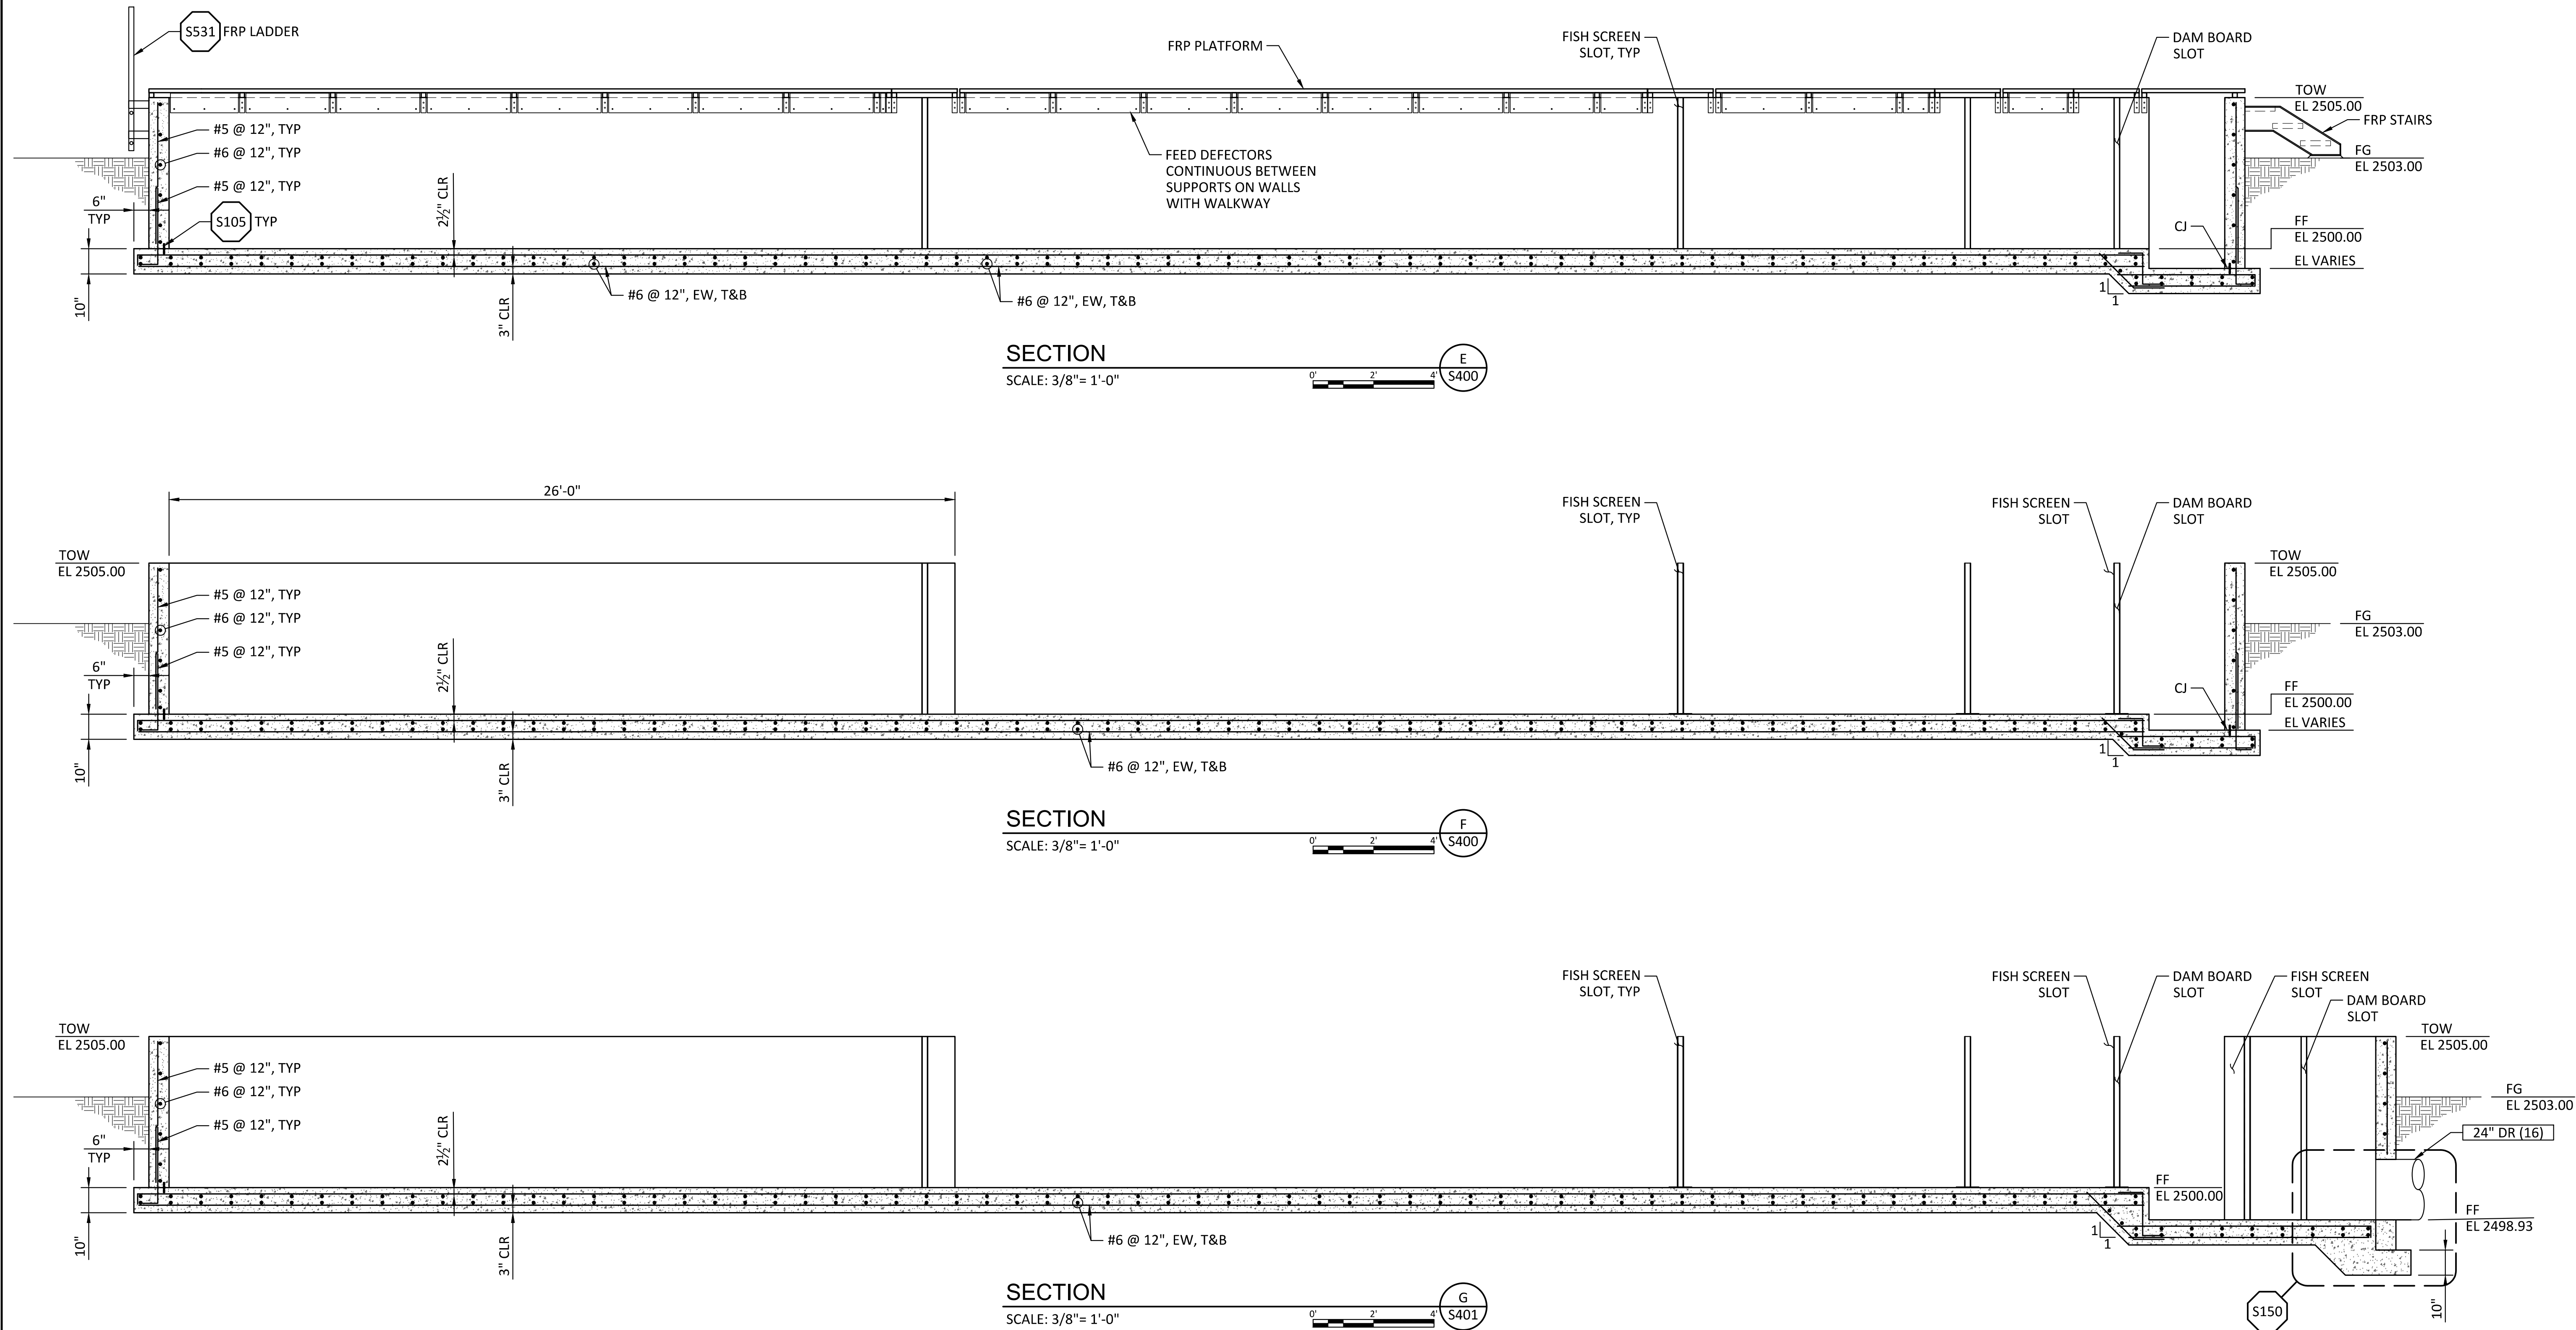 S531 FRP LADDER
FRP PLATFORM
FISH SCREEN
SLOT, TYP
DAM BOARD
SLOT
TOW
EL 2505.00
FRP STAIRS
FG
EL 2503.00
#5 @ 12", TYP
#6 @ 12", TYP
#5 @ 12", TYP
FEED DEFECTORS
CONTINUOUS BETWEEN
SUPPORTS ON WALLS
WITH WALKWAY
6"
TYP
S105 TYP
2½" CLR
CJ
FF
EL 2500.00
EL VARIES
10"
3" CLR
#6 @ 12", EW, T&B
#6 @ 12", EW, T&B
1
1
SECTION
SCALE: 3/8"= 1'-0"
0' 2' 4'
E
S400
26'-0"
FISH SCREEN
SLOT, TYP
FISH SCREEN
SLOT
DAM BOARD
SLOT
TOW
EL 2505.00
TOW
EL 2505.00
#5 @ 12", TYP
#6 @ 12", TYP
#5 @ 12", TYP
FG
EL 2503.00
6"
TYP
2½" CLR
CJ
FF
EL 2500.00
EL VARIES
10"
3" CLR
#6 @ 12", EW, T&B
1
1
SECTION
SCALE: 3/8"= 1'-0"
0' 2' 4'
F
S400
FISH SCREEN
SLOT, TYP
FISH SCREEN
SLOT
DAM BOARD
SLOT
FISH SCREEN
SLOT
DAM BOARD
SLOT
TOW
EL 2505.00
TOW
EL 2505.00
#5 @ 12", TYP
#6 @ 12", TYP
#5 @ 12", TYP
FG
EL 2503.00
24" DR (16)
6"
TYP
2½" CLR
FF
EL 2500.00
FF
EL 2498.93
10"
3" CLR
#6 @ 12", EW, T&B
1
1
10"
S150
SECTION
SCALE: 3/8"= 1'-0"
0' 2' 4'
G
S401